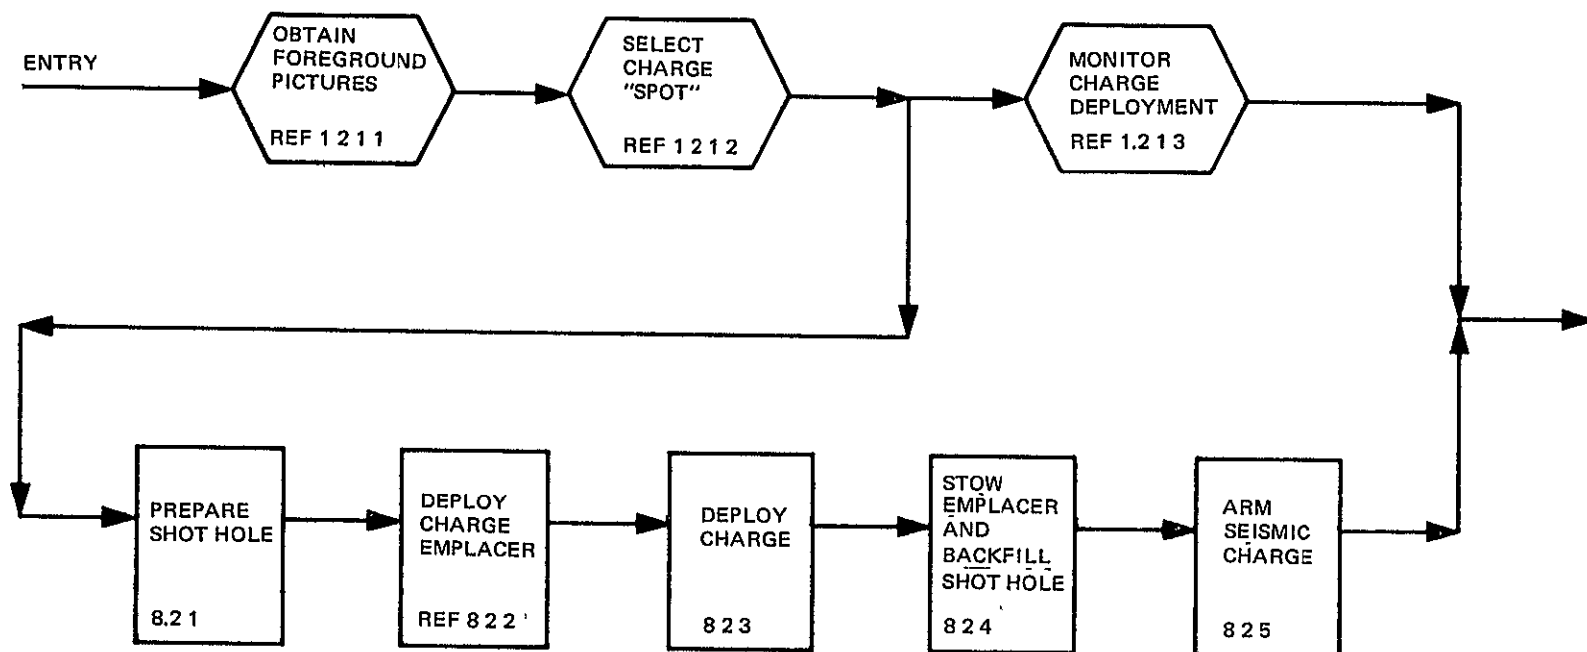 ENTRY
OBTAIN
FOREGROUND
PICTURES
REF 1 2 1 1
SELECT
CHARGE
"SPOT"
REF 1 2 1 2
MONITOR
CHARGE
DEPLOYMENT
REF 1.2 1 3
PREPARE
SHOT HOLE
8.2 1
DEPLOY
CHARGE
EMPLACER
REF 8 2 2
DEPLOY
CHARGE
8 2 3
STOW
EMPLACER
AND
BACKFILL
SHOT HOLE
8 2 4
ARM
SEISMIC
CHARGE
8 2 5